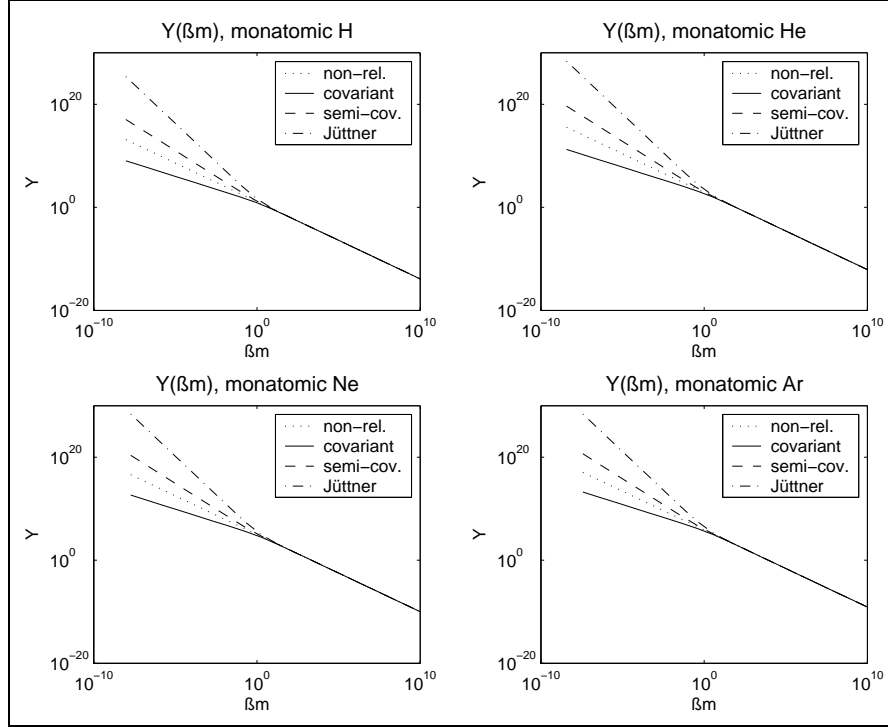 Y(ßm), monatomic H
non−rel.
covariant
semi−cov.
Jüttner
10^20
10^0
10^−20
Y
10^−10
10^0
10^10
ßm
Y(ßm), monatomic He
non−rel.
covariant
semi−cov.
Jüttner
10^20
10^0
10^−20
Y
10^−10
10^0
10^10
ßm
Y(ßm), monatomic Ne
non−rel.
covariant
semi−cov.
Jüttner
10^20
10^0
10^−20
Y
10^−10
10^0
10^10
ßm
Y(ßm), monatomic Ar
non−rel.
covariant
semi−cov.
Jüttner
10^20
10^0
10^−20
Y
10^−10
10^0
10^10
ßm